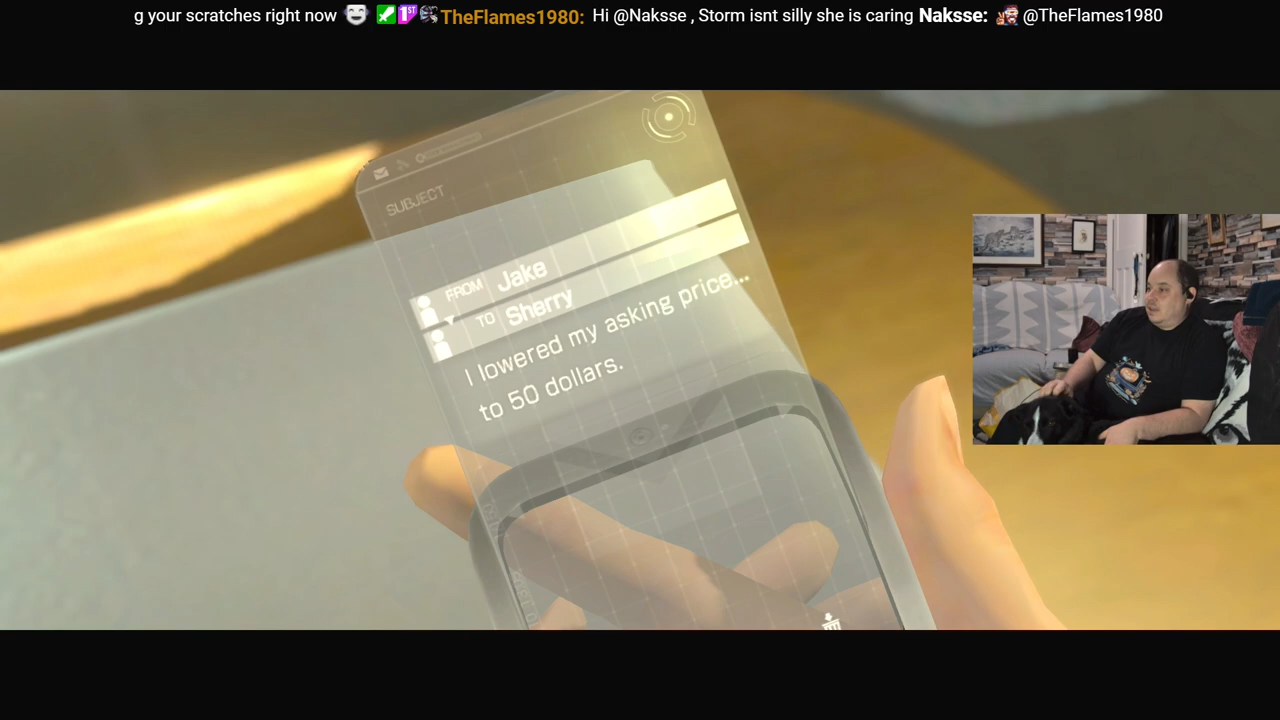 g your scratches right now 1ST TheFlames1980: Hi @Naksse , Storm isnt silly she is caring Naksse: @TheFlames1980
SUBJECT
FROM Jake
TO Sherry
I lowered my asking price...
to 50 dollars.